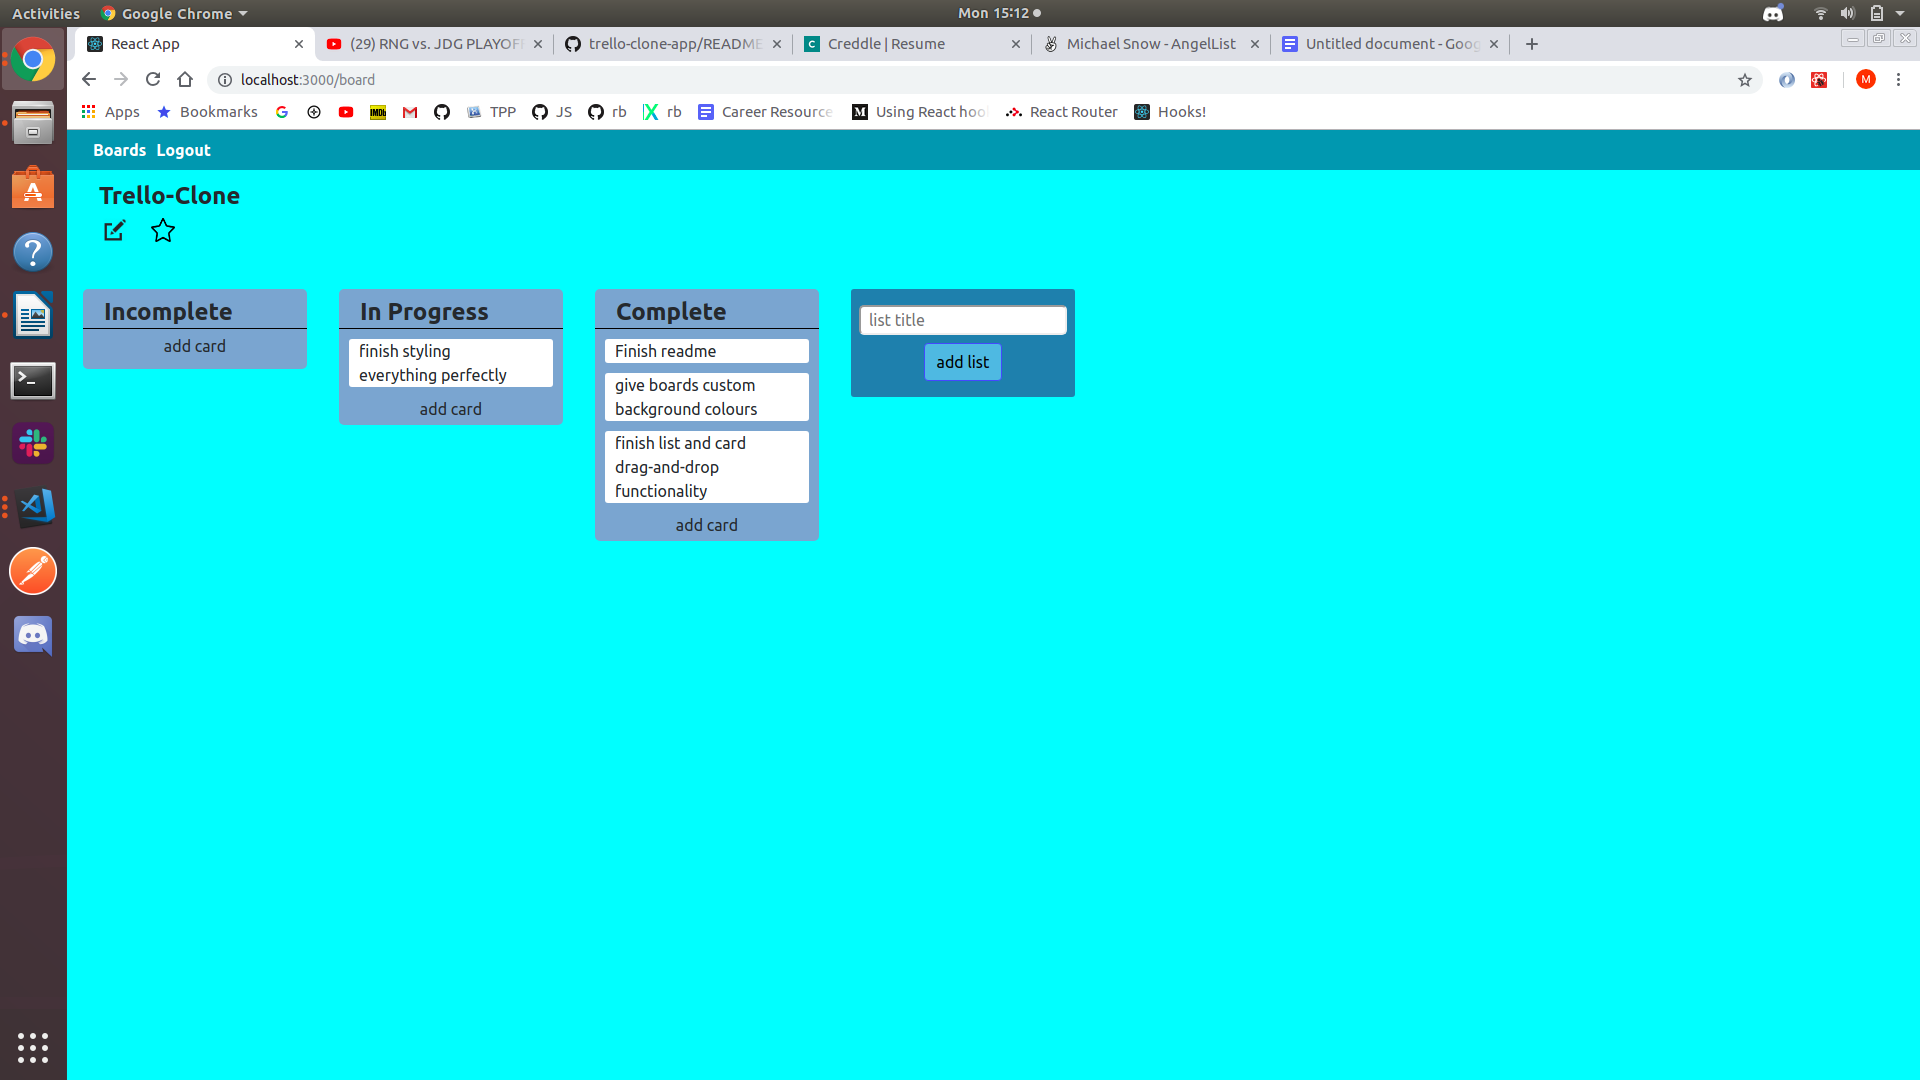 Activities Google Chrome Mon 15:12
React App (29) RNG vs. JDG PLAYOF trello-clone-app/README Creddle | Resume Michael Snow - AngelList Untitled document - Goog
localhost:3000/board M
Apps Bookmarks TPP JS rb rb Career Resource Using React hoo React Router Hooks!
Boards Logout
Trello-Clone
Incomplete
add card
In Progress
finish styling
everything perfectly
add card
Complete
Finish readme
give boards custom
background colours
finish list and card
drag-and-drop
functionality
add card
list title
add list